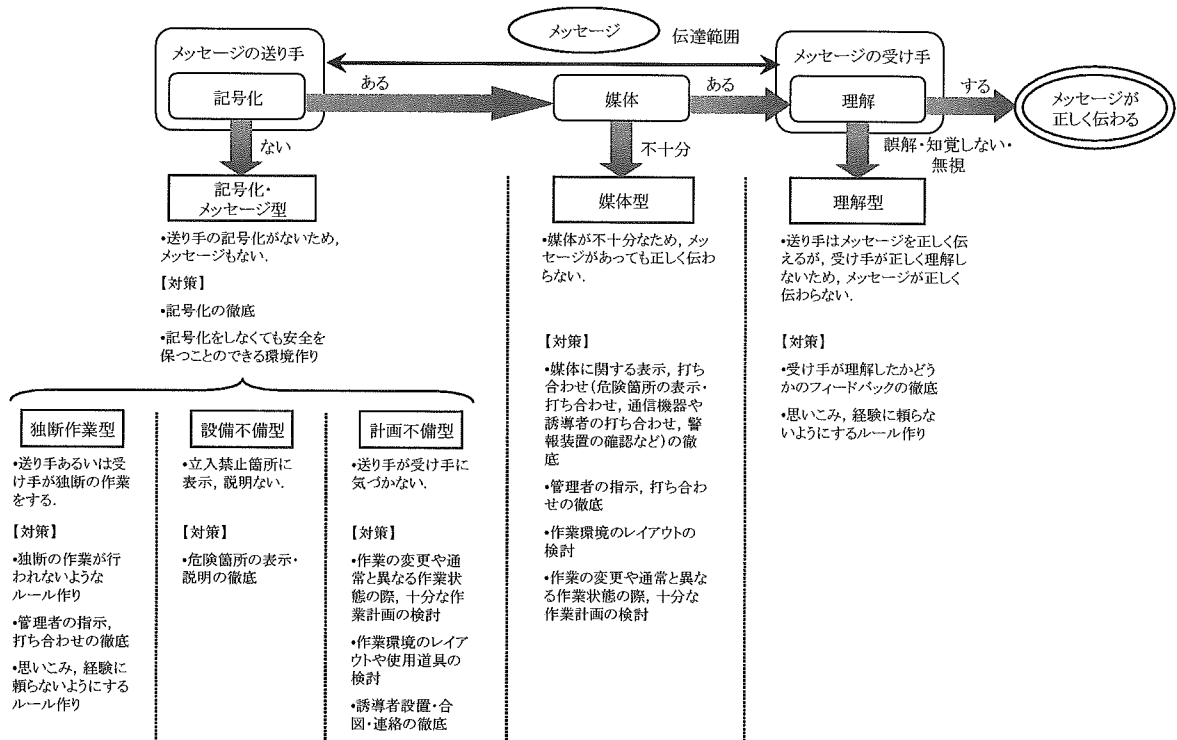 メッセージ
伝達範囲
メッセージの送り手
メッセージの受け手
記号化
ある
媒体
ある
理解
する
メッセージが
正しく伝わる
ない
不十分
誤解・知覚しない・
無視
記号化・
メッセージ型
•送り手の記号化がないため,
メッセージもない.
【対策】
•記号化の徹底
•記号化をしなくても安全を
保つことのできる環境作り
独断作業型
•送り手あるいは受
け手が独断の作業
をする.
【対策】
•独断の作業が行
われないような
ルール作り
•管理者の指示,
打ち合わせの徹底
•思いこみ, 経験に
頼らないようにする
ルール作り
設備不備型
•立入禁止箇所に
表示, 説明ない.
【対策】
•危険箇所の表示・
説明の徹底
計画不備型
•送り手が受け手に
気づかない.
【対策】
•作業の変更や通
常と異なる作業状
態の際, 十分な作
業計画の検討
•作業環境のレイア
ウトや使用道具の
検討
•誘導者設置・合
図・連絡の徹底
媒体型
•媒体が不十分なため, メッ
セージがあっても正しく伝わ
らない.
【対策】
•媒体に関する表示, 打ち
合わせ(危険箇所の表示・
打ち合わせ, 通信機器や
誘導者の打ち合わせ, 警
報装置の確認など)の徹
底
•管理者の指示, 打ち合わ
せの徹底
•作業環境のレイアウトの
検討
•作業の変更や通常と異な
る作業状態の際, 十分な
作業計画の検討
理解型
•送り手はメッセージを正しく伝
えるが, 受け手が正しく理解し
ないため, メッセージが正しく
伝わらない.
【対策】
•受け手が理解したかどう
かのフィードバックの徹底
•思いこみ, 経験に頼らな
いようにするルール作り